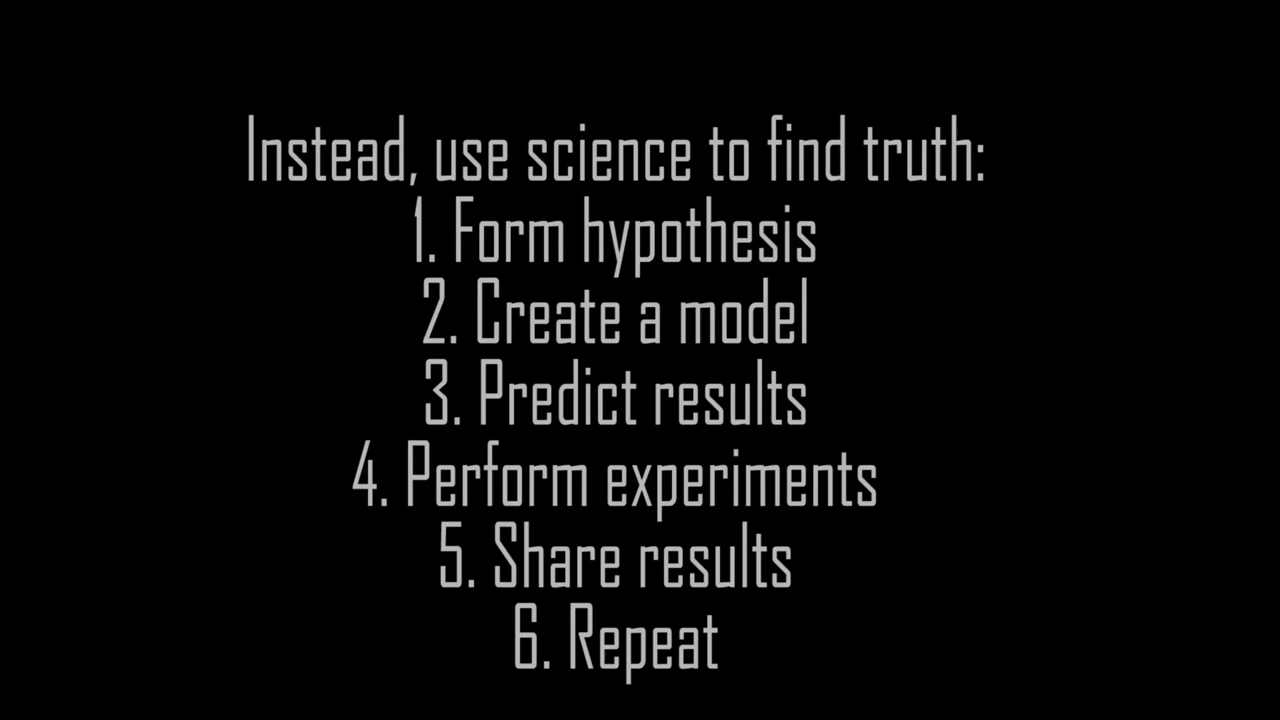 Instead, use science to find truth:
1. Form hypothesis
2. Create a model
3. Predict results
4. Perform experiments
5. Share results
6. Repeat